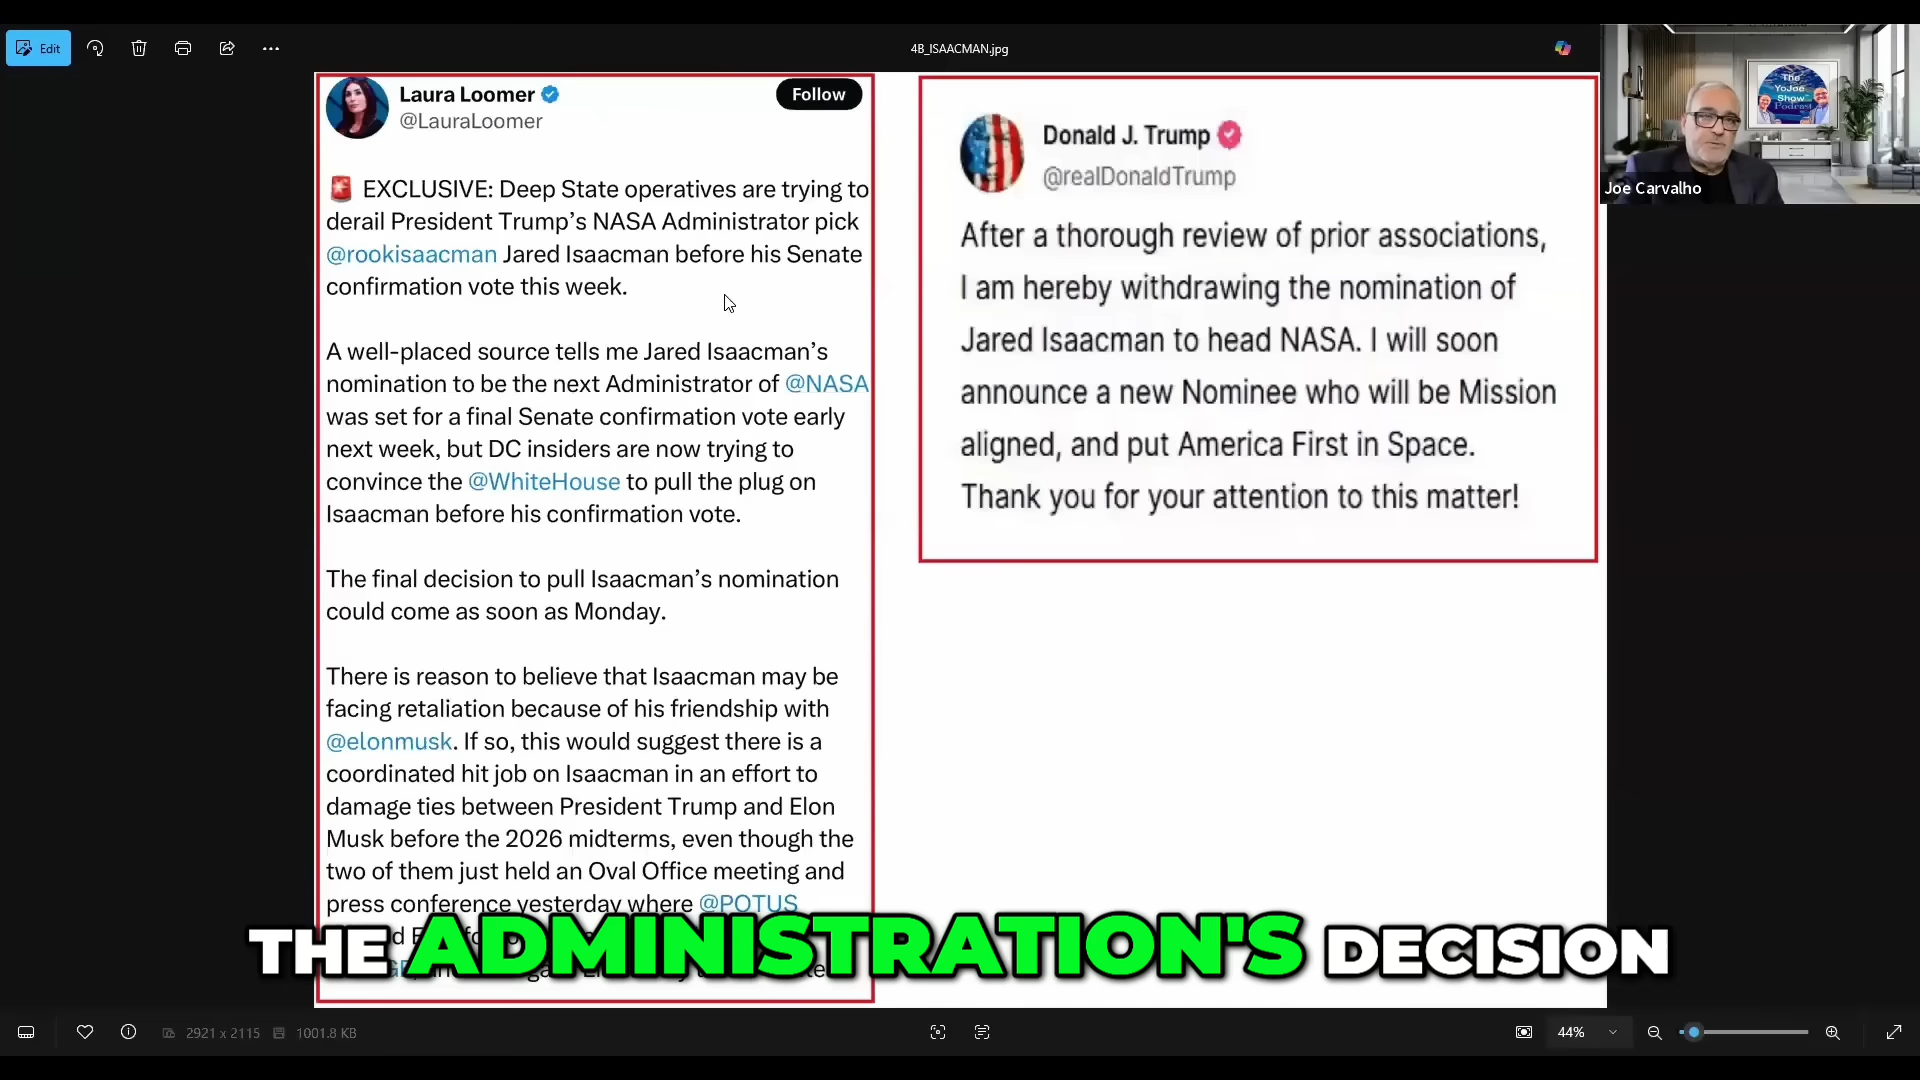 Edit
4B_ISAACMAN.jpg
Laura Loomer
@LauraLoomer
Follow
🚨 EXCLUSIVE: Deep State operatives are trying to
derail President Trump’s NASA Administrator pick
@rookisaacman Jared Isaacman before his Senate
confirmation vote this week.
A well-placed source tells me Jared Isaacman’s
nomination to be the next Administrator of @NASA
was set for a final Senate confirmation vote early
next week, but DC insiders are now trying to
convince the @WhiteHouse to pull the plug on
Isaacman before his confirmation vote.
The final decision to pull Isaacman’s nomination
could come as soon as Monday.
There is reason to believe that Isaacman may be
facing retaliation because of his friendship with
@elonmusk. If so, this would suggest there is a
coordinated hit job on Isaacman in an effort to
damage ties between President Trump and Elon
Musk before the 2026 midterms, even though the
two of them just held an Oval Office meeting and
press conference yesterday where @POTUS
Donald J. Trump
@realDonaldTrump
After a thorough review of prior associations,
I am hereby withdrawing the nomination of
Jared Isaacman to head NASA. I will soon
announce a new Nominee who will be Mission
aligned, and put America First in Space.
Thank you for your attention to this matter!
The
YoJoe
Show
Podcast
Joe Carvalho
THE ADMINISTRATION'S DECISION
2921 x 2115
1001.8 KB
44%